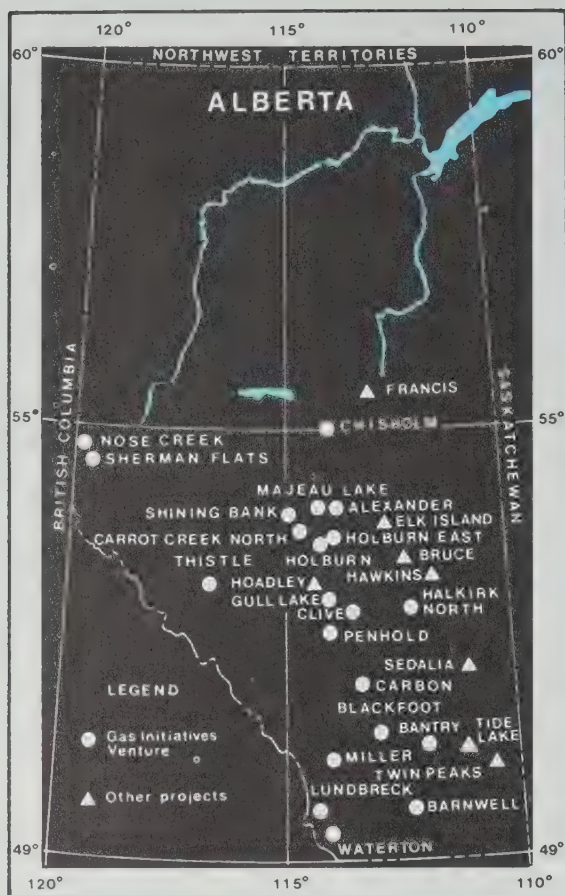 120° 115° 110°
60° 60°
NORTHWEST TERRITORIES
ALBERTA
BRITISH COLUMBIA
SASKATCHEWAN
FRANCIS
55° 55°
CHISHOLM
NOSE CREEK
SHERMAN FLATS
MAJEAU LAKE
SHINING BANK ALEXANDER
ELK ISLAND
CARROT CREEK NORTH HOLBURN EAST
THISTLE HOLBURN BRUCE
HOADLEY HAWKINS
GULL LAKE HALKIRK
CLIVE NORTH
PENHOLD
SEDALIA
LEGEND CARBON
BLACKFOOT
Gas Initiatives BANTRY TIDE
Venture LAKE
MILLER
TWIN PEAKS
Other projects LUNDBRECK
BARNWELL
WATERTON
49° 49°
120° 115° 110°